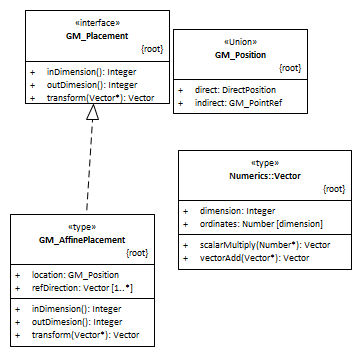 «interface»
GM_Placement
{root}
+ inDimension(): Integer
+ outDimesion(): Integer
+ transform(Vector*): Vector
«Union»
GM_Position
{root}
+ direct: DirectPosition
+ indirect: GM_PointRef
«type»
Numerics::Vector
{root}
+ dimension: Integer
+ ordinates: Number [dimension]
+ scalarMultiply(Number*): Vector
+ vectorAdd(Vector*): Vector
«type»
GM_AffinePlacement
{root}
+ location: GM_Position
+ refDirection: Vector [1..*]
+ inDimension(): Integer
+ outDimesion(): Integer
+ transform(Vector*): Vector